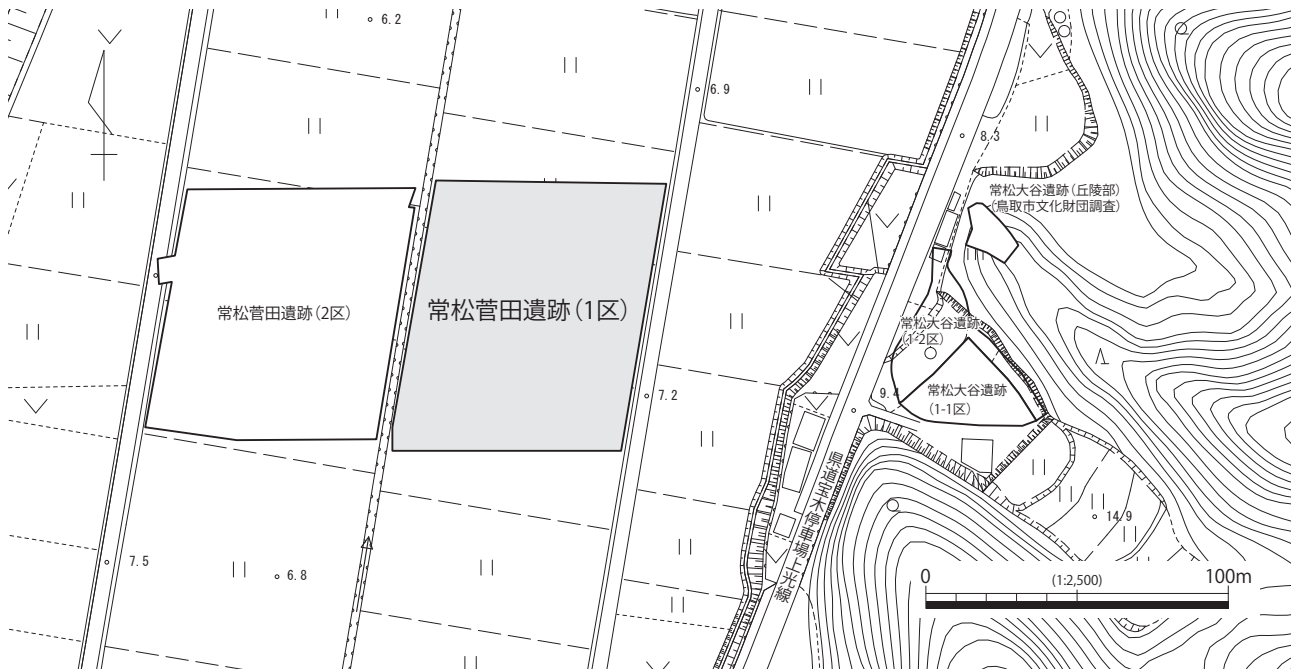 6.2
6.9
8.3
常松大谷遺跡(丘陵部)
(鳥取市文化財団調査)
常松菅田遺跡(2区)
常松菅田遺跡(1区)
常松大谷遺跡
(1-2区)
常松大谷遺跡
(1-1区)
9.4
7.2
県道宝木停車場上光線
14.9
7.5
6.8
0
(1:2,500)
100m